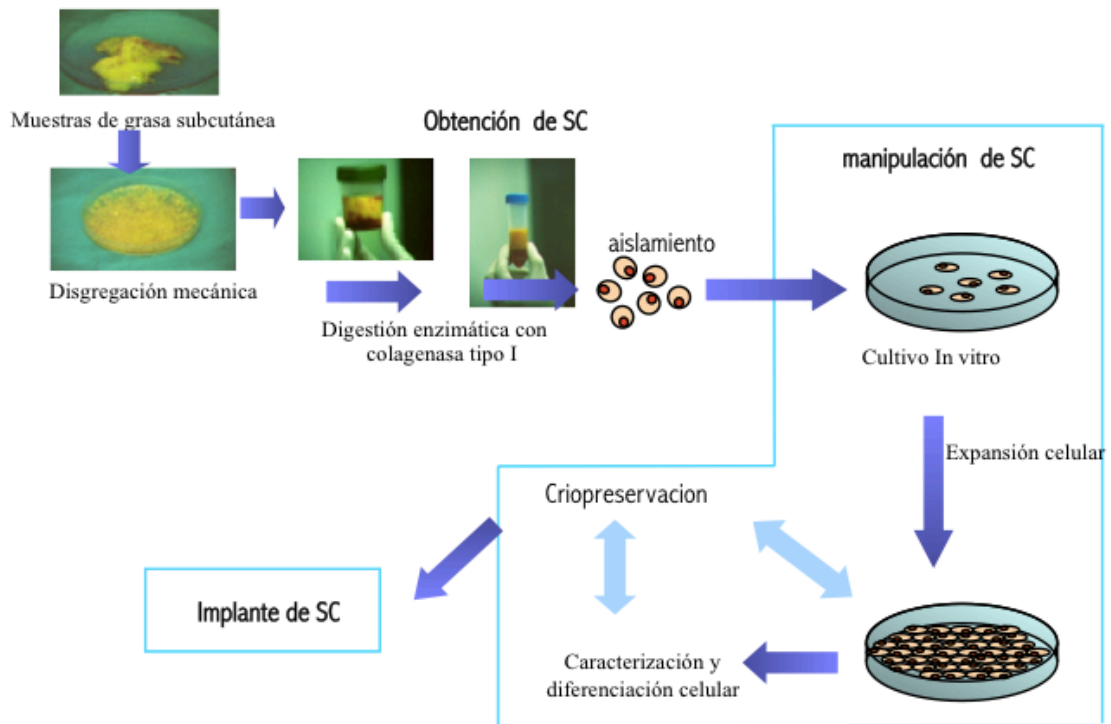 Muestras de grasa subcutánea
Disgregación mecánica
Obtención de SC
Digestión enzimática con
colagenasa tipo I
aislamiento
manipulación de SC
Cultivo In vitro
Expansión celular
Criopreservacion
Caracterización y
diferenciación celular
Implante de SC